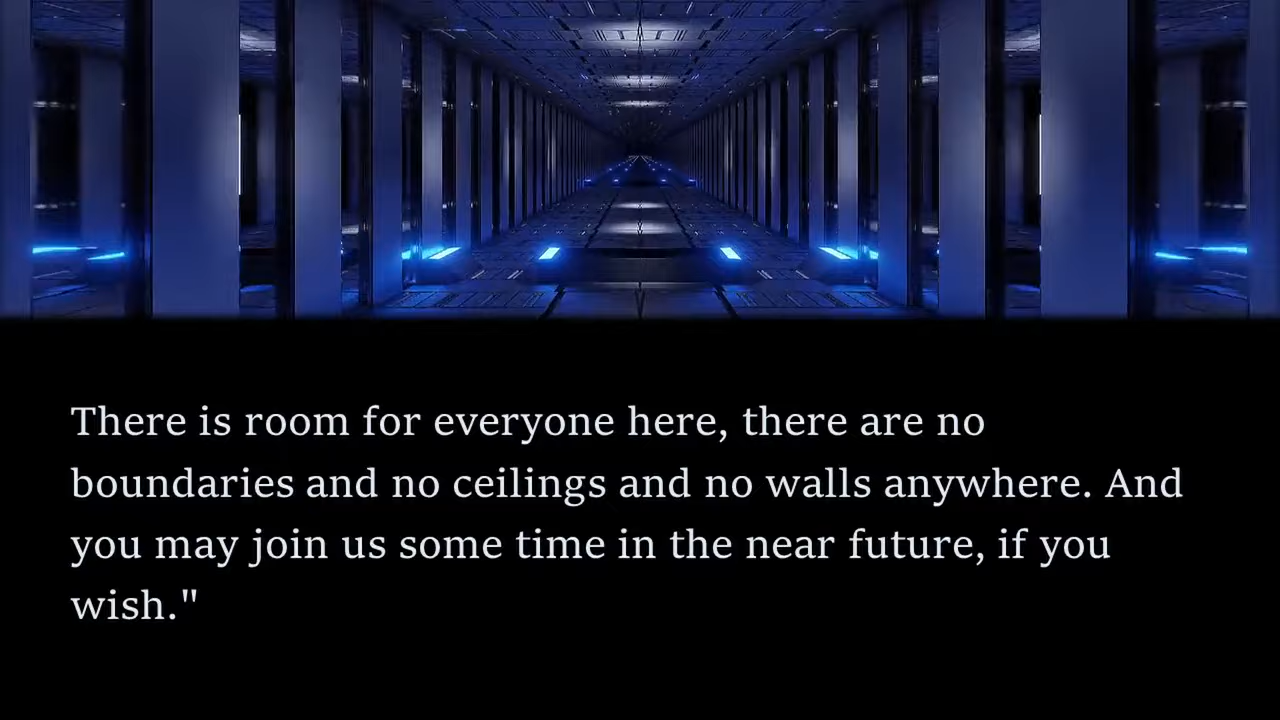 There is room for everyone here, there are no
boundaries and no ceilings and no walls anywhere. And
you may join us some time in the near future, if you
wish."